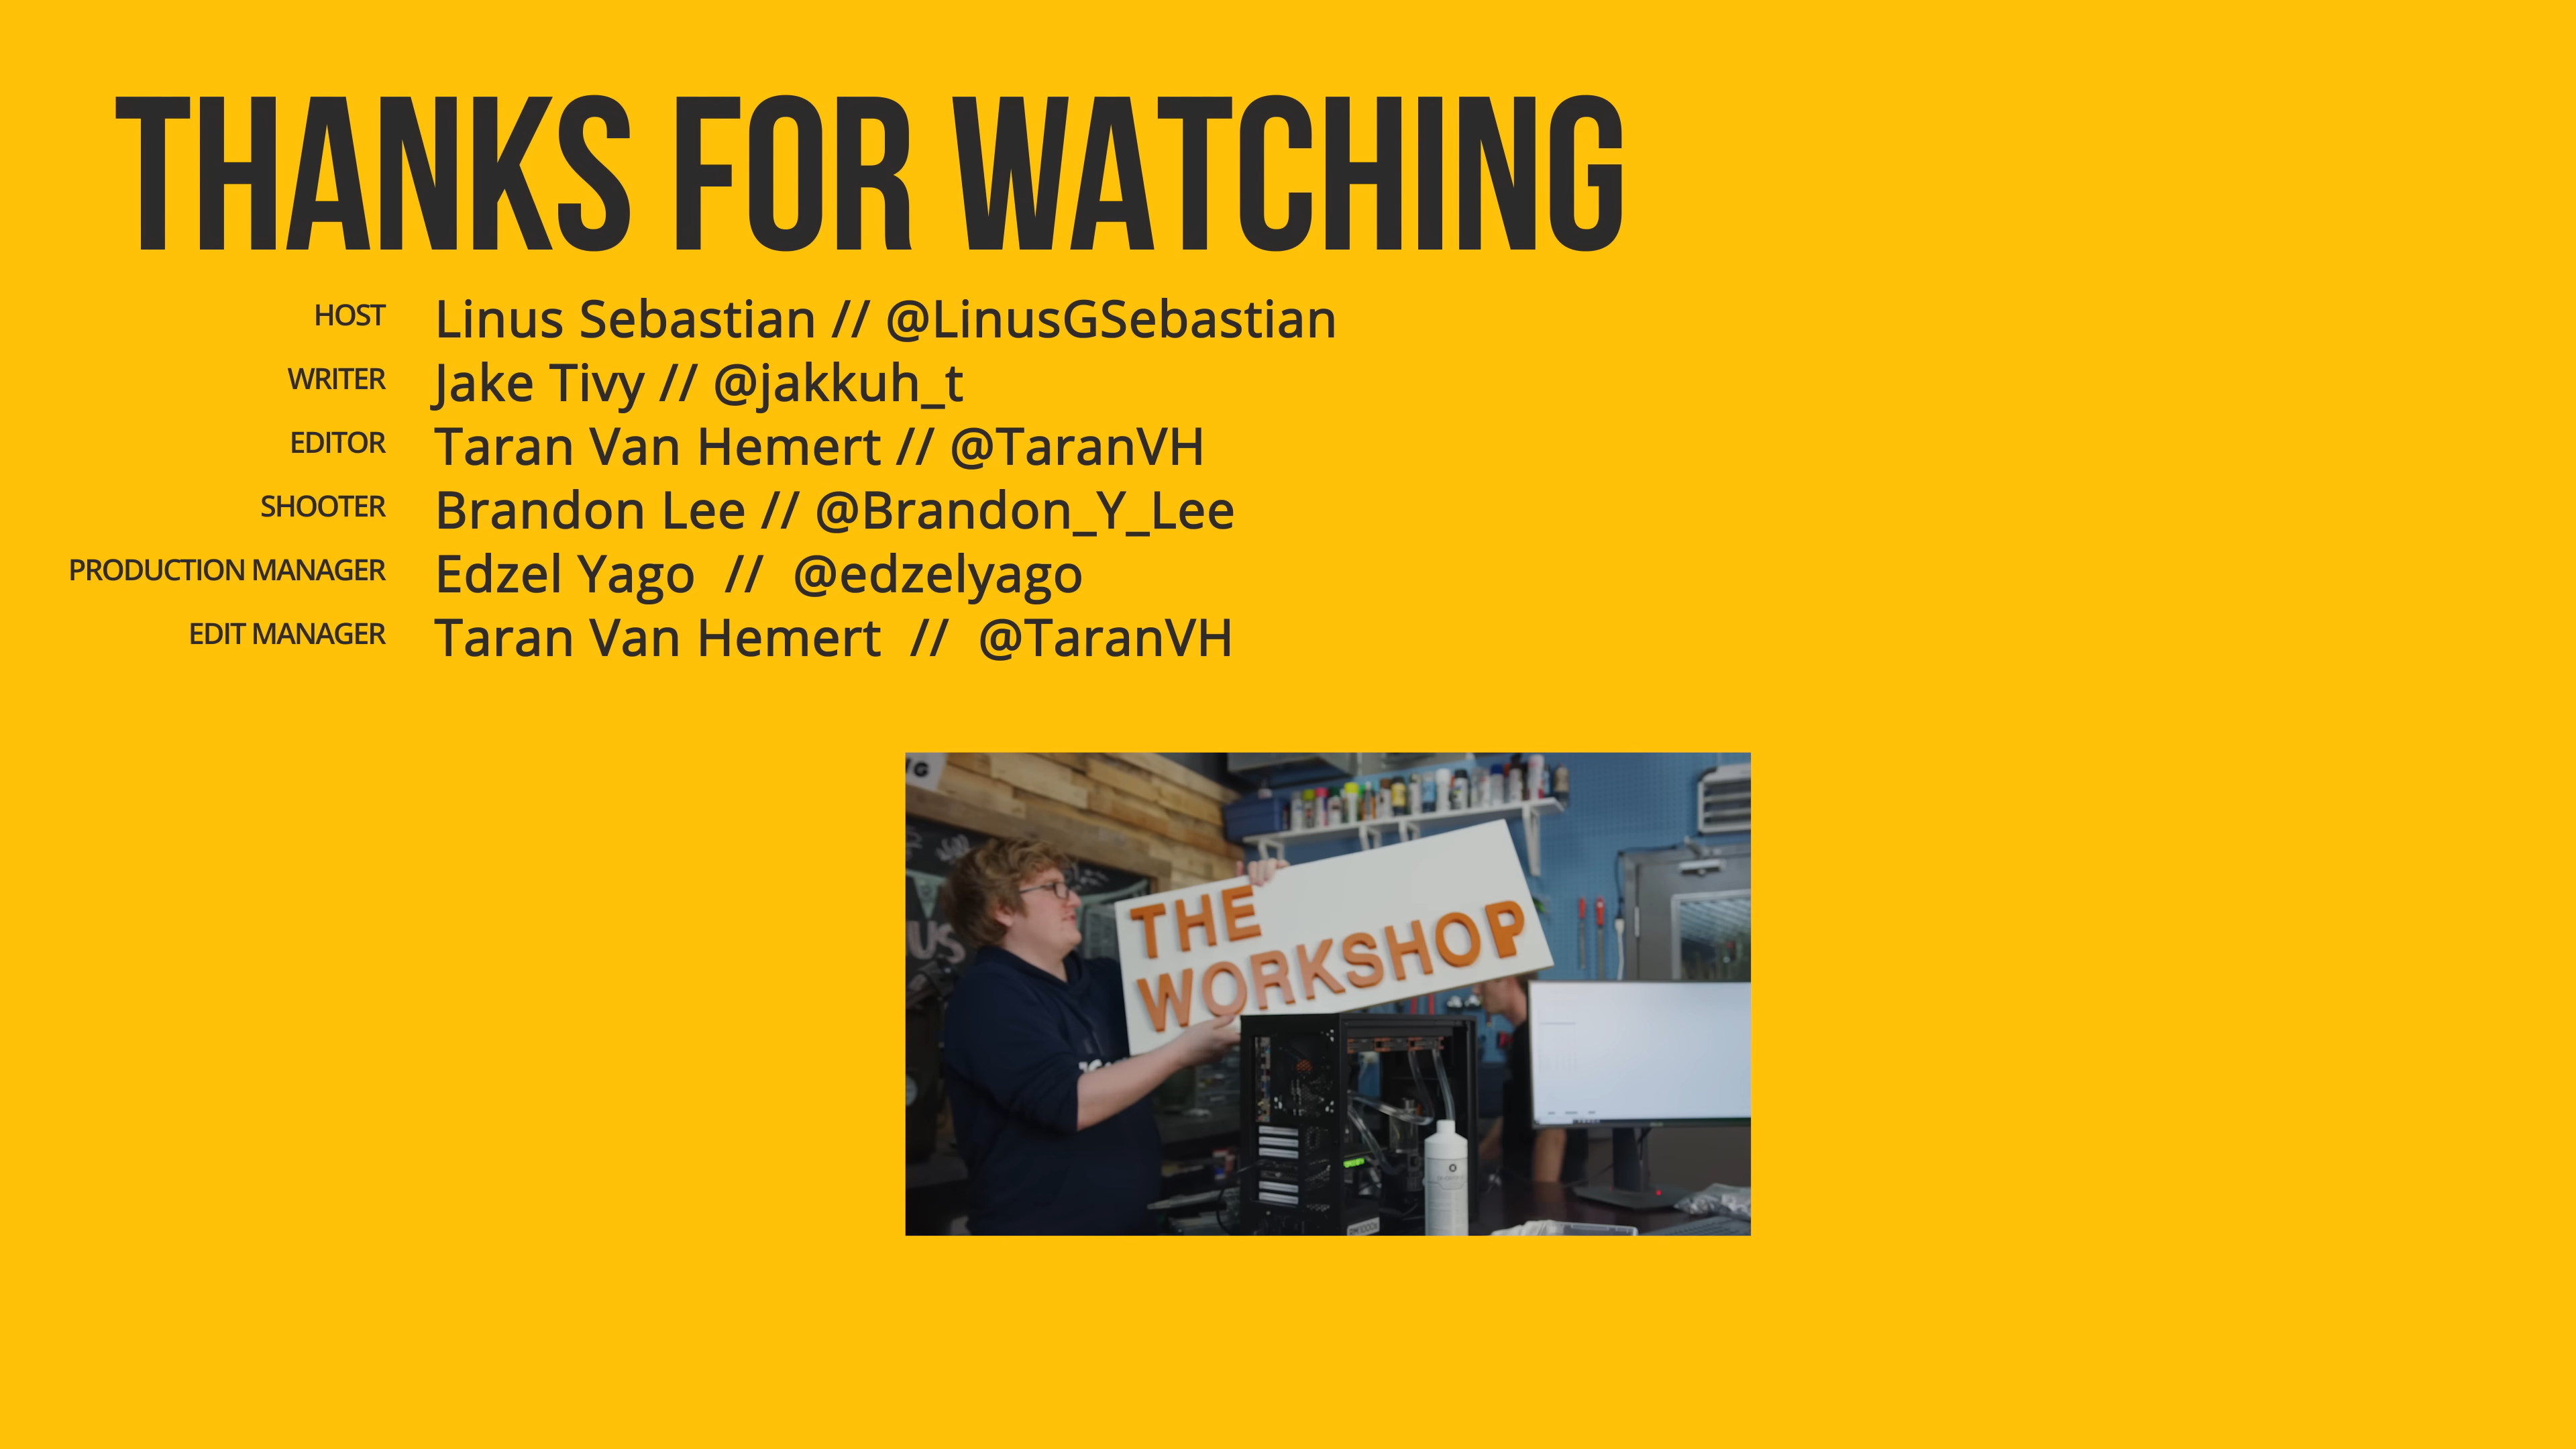 THANKS FOR WATCHING
HOST Linus Sebastian // @LinusGSebastian
WRITER Jake Tivy // @jakkuh_t
EDITOR Taran Van Hemert // @TaranVH
SHOOTER Brandon Lee // @Brandon_Y_Lee
PRODUCTION MANAGER Edzel Yago // @edzelyago
EDIT MANAGER Taran Van Hemert // @TaranVH
THE
WORKSHOP